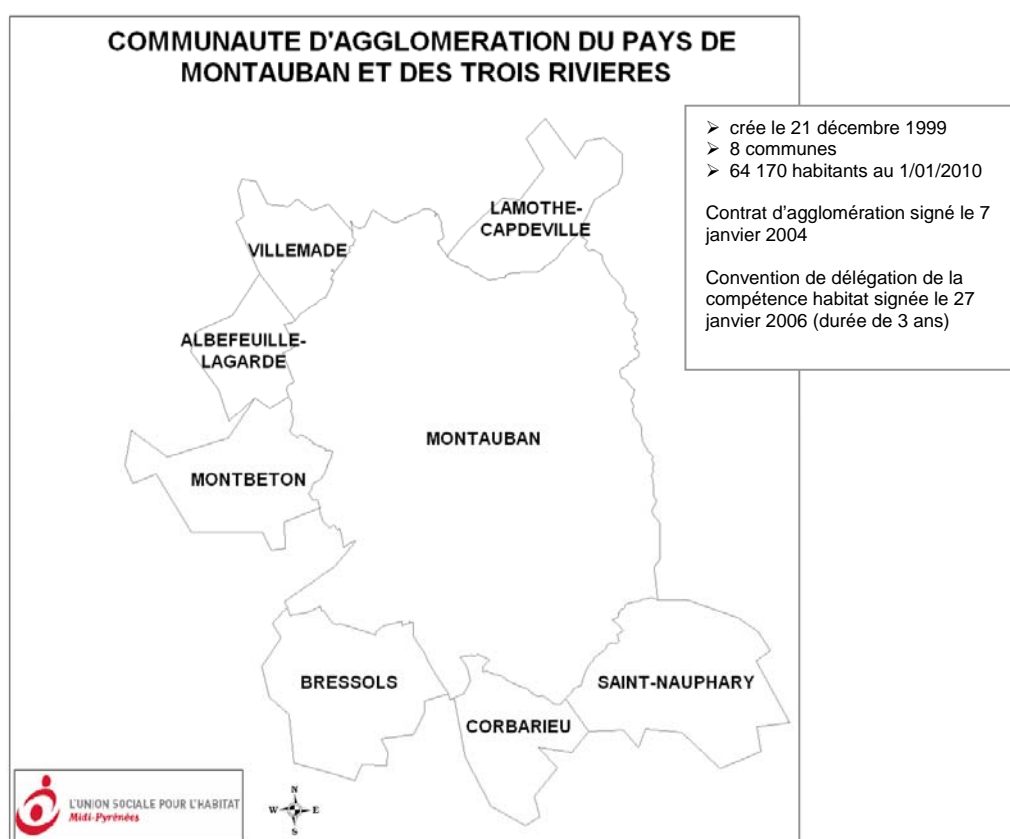 COMMUNAUTE D'AGGLOMERATION DU PAYS DE
MONTAUBAN ET DES TROIS RIVIERES
➢ crée le 21 décembre 1999
➢ 8 communes
➢ 64 170 habitants au 1/01/2010
Contrat d'agglomération signé le 7
janvier 2004
Convention de délégation de la
compétence habitat signée le 27
janvier 2006 (durée de 3 ans)
LAMOTHE-
CAPDEVILLE
VILLEMADE
ALBEFEUILLE-
LAGARDE
MONTAUBAN
MONTBETON
BRESSOLS
SAINT-NAUPHARY
CORBARIEU
L'UNION SOCIALE POUR L'HABITAT
Midi-Pyrénées
N
W E
S